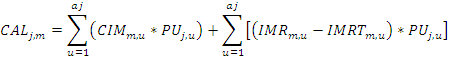 CAL_{j,m} = \sum_{u=1}^{aj} (CIM_{m,u} * PU_{j,u}) + \sum_{u=1}^{aj} [(IMR_{m,u} − IMRT_{m,u}) * PU_{j,u}]